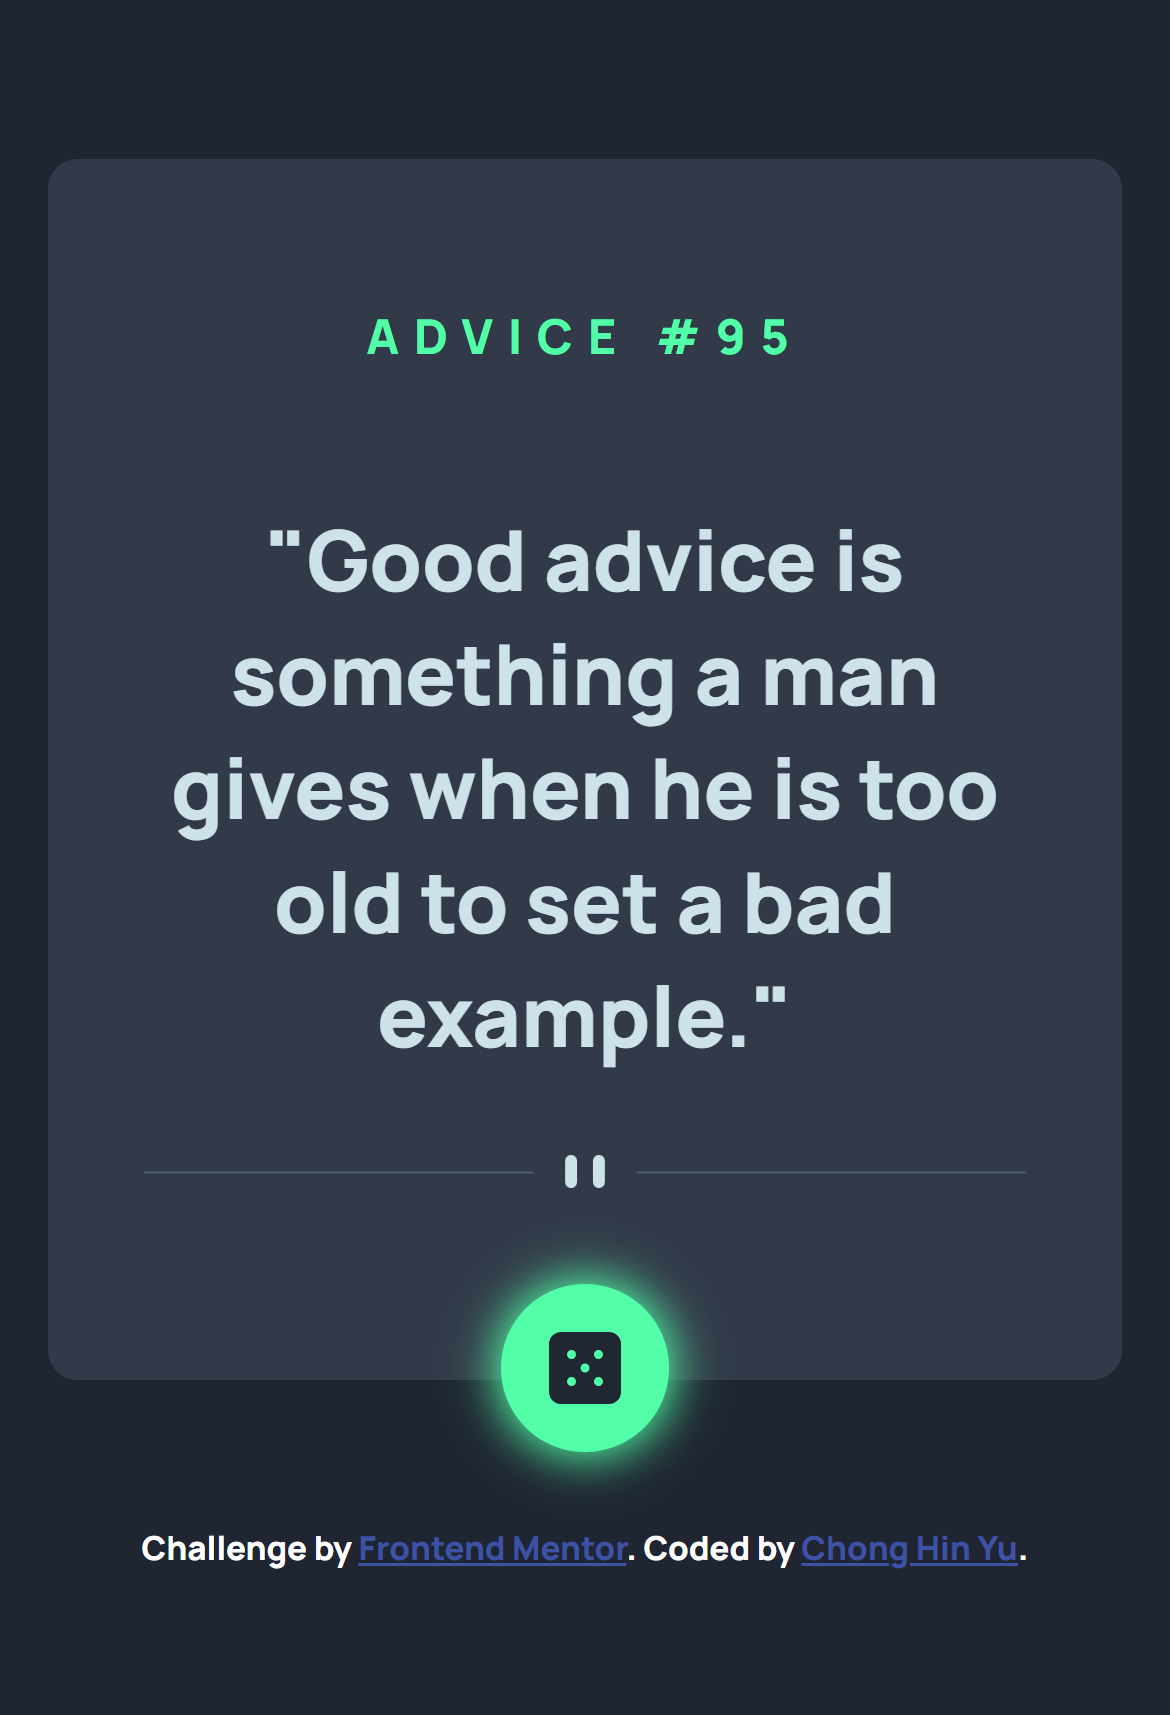 ADVICE #95
"Good advice is
something a man
gives when he is too
old to set a bad
example."
Challenge by Frontend Mentor. Coded by Chong Hin Yu.